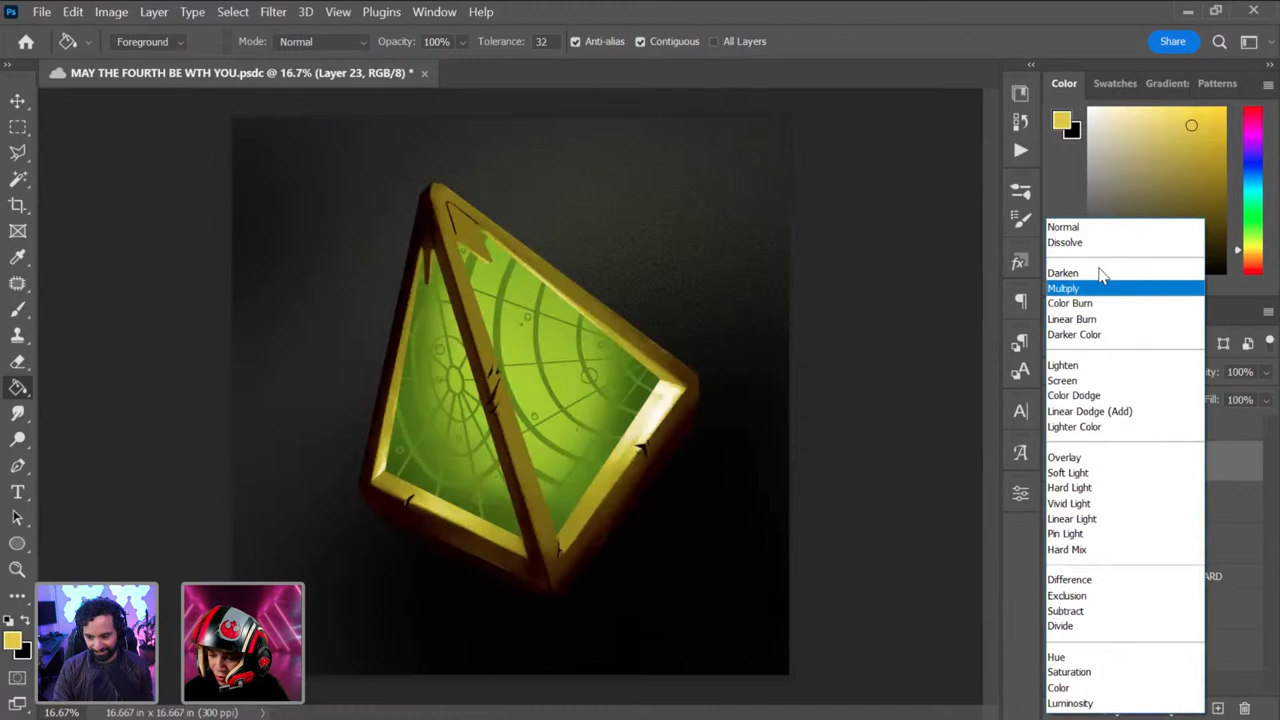 Ps File Edit Image Layer Type Select Filter 3D View Plugins Window Help
Foreground Mode: Normal Opacity: 100% Tolerance: 32 Anti-alias Contiguous All Layers Share
MAY THE FOURTH BE WTH YOU.psdc @ 16.7% (Layer 23, RGB/8) *
Color Swatches Gradients Patterns
Normal
Dissolve
Darken
Multiply
Color Burn
Linear Burn
Darker Color
Lighten
Screen
100%
Color Dodge
Fill: 100%
Linear Dodge (Add)
Lighter Color
Overlay
Soft Light
Hard Light
Vivid Light
Linear Light
Pin Light
Hard Mix
Difference
Exclusion
Subtract
Divide
Hue
Saturation
Color
Luminosity
16.67% 16.667 in x 16.667 in (300 ppi)